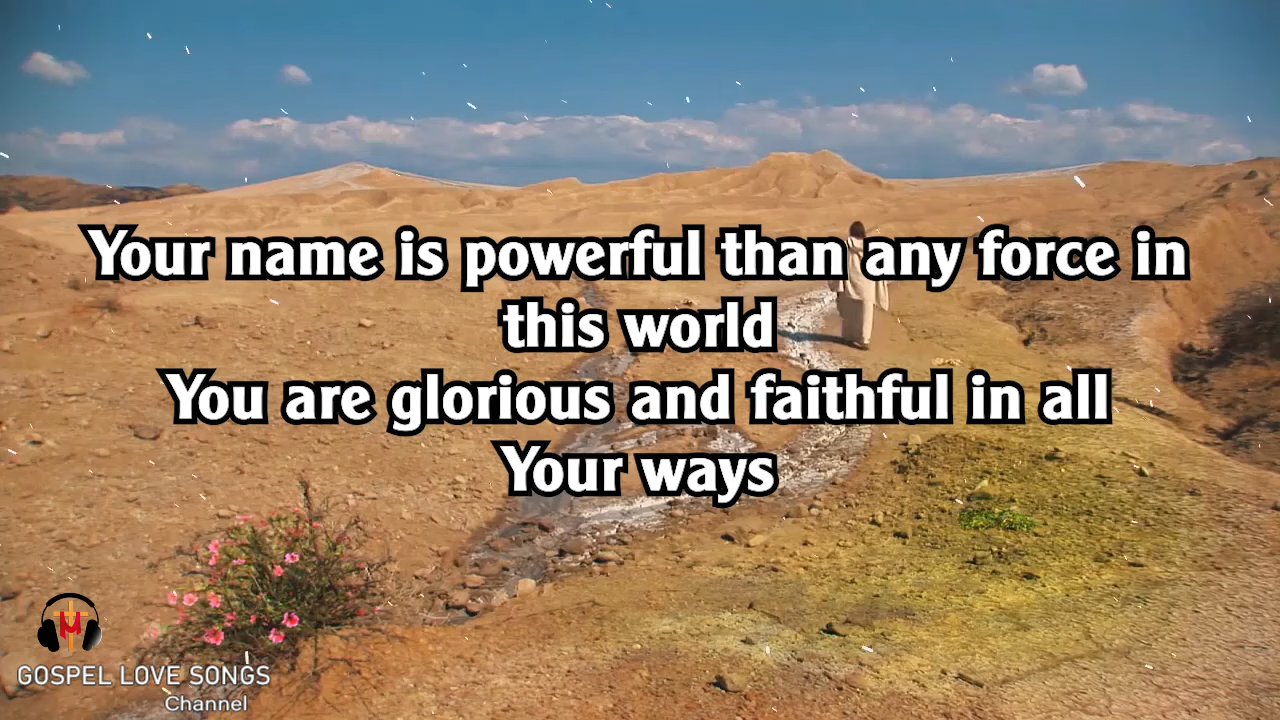 Your name is powerful than any force in
this world
You are glorious and faithful in all
Your ways
GOSPEL LOVE SONGS
Channel